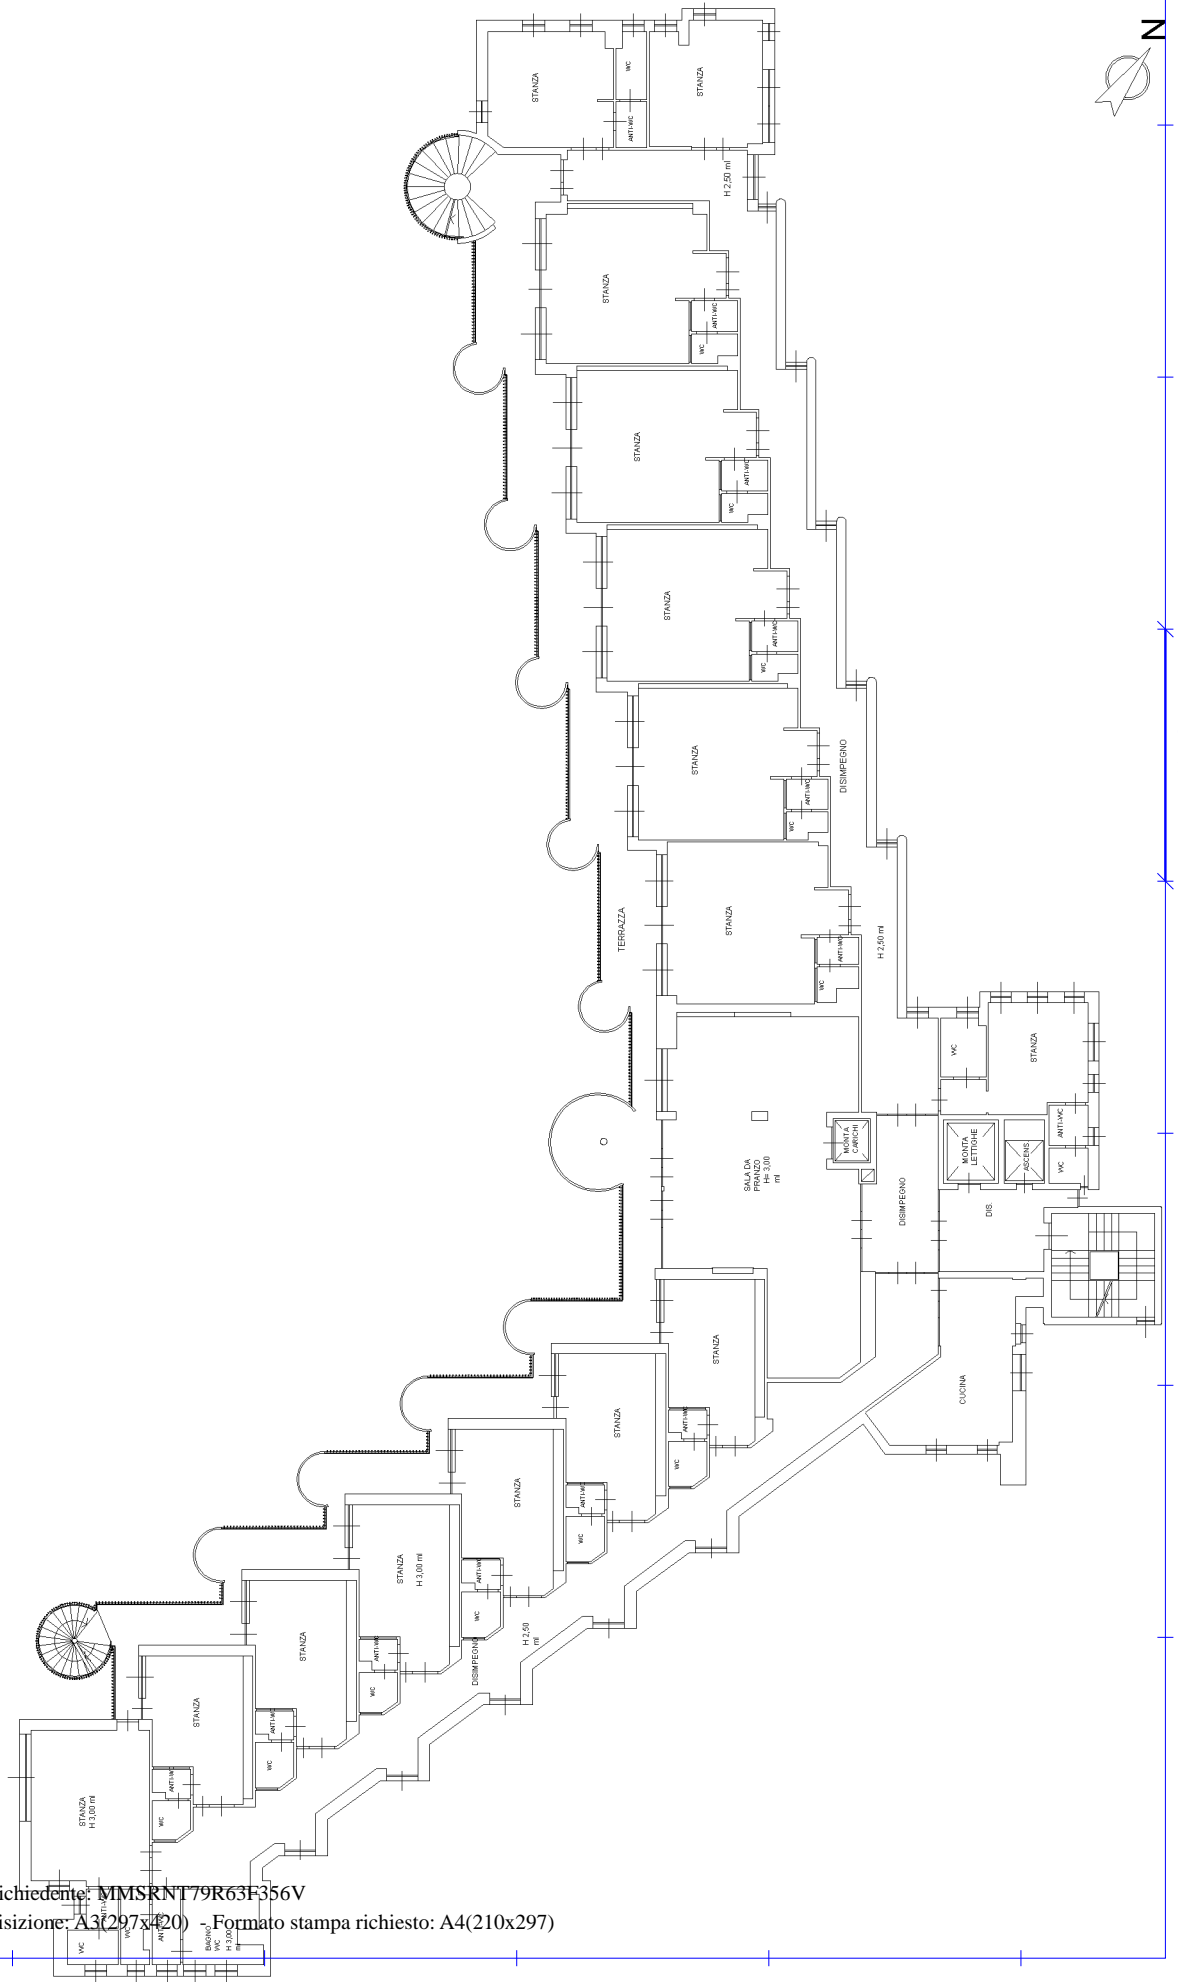 N
STANZA
WC
ANTI-WC
STANZA
H 2,50 ml
STANZA
ANTI-WC
WC
STANZA
ANTI-WC
WC
STANZA
ANTI-WC
WC
STANZA
ANTI-WC
WC
DISIMPEGNO
STANZA
ANTI-WC
WC
TERRAZZA
H 2,50 ml
WC
STANZA
ANTI-WC
WC
MONTA
CARICHI
MONTA
LETTIGHE
ASCENS.
SALA DA
PRANZO
H= 3,00
ml
DISIMPEGNO
DIS.
CUCINA
STANZA
ANTI-WC
WC
STANZA
ANTI-WC
WC
STANZA
ANTI-WC
WC
STANZA
H 3,00 ml
ANTI-WC
WC
DISIMPEGNO
H 2,50
ml
STANZA
ANTI-WC
WC
STANZA
ANTI-WC
WC
STANZA
H 3,00 ml
WC
WC
BAGNO
WC
H 3,00
ml
ichiedente: MMSRNT79R63F356V
isizione: A3(297x420) - Formato stampa richiesto: A4(210x297)